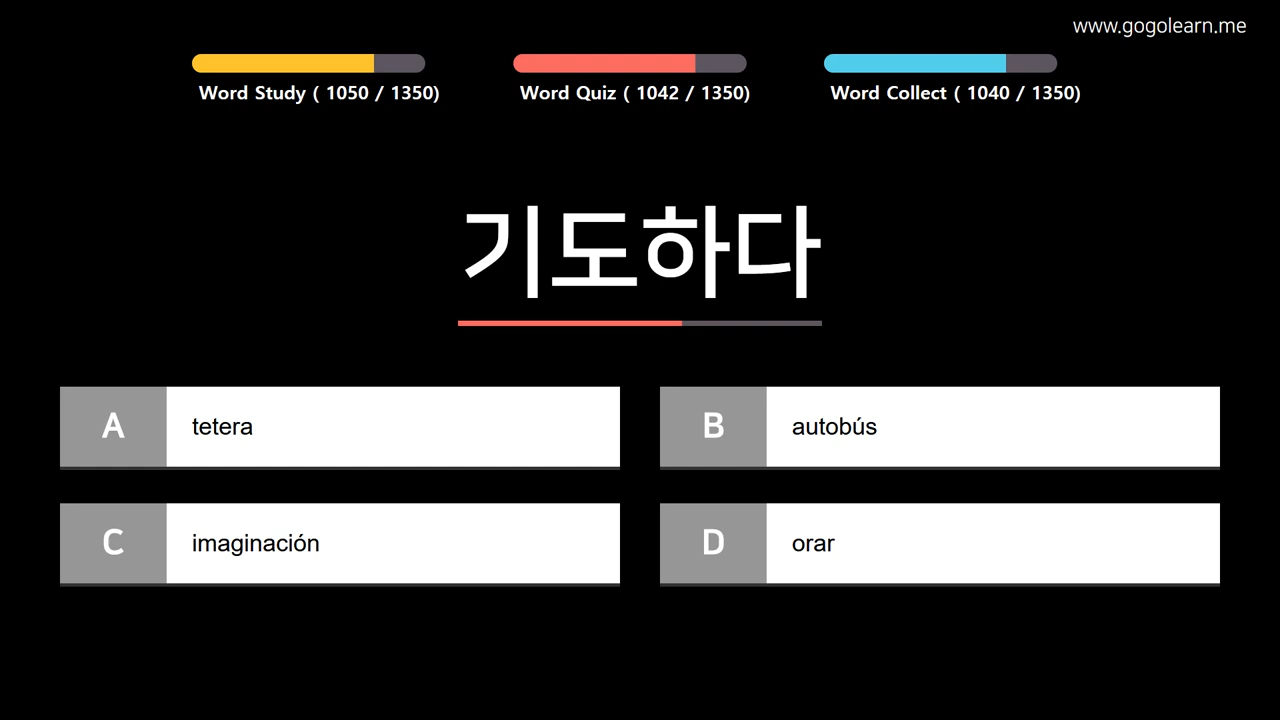 www.gogolearn.me
Word Study ( 1050 / 1350)
Word Quiz ( 1042 / 1350)
Word Collect ( 1040 / 1350)
기도하다
A tetera
B autobús
C imaginación
D orar